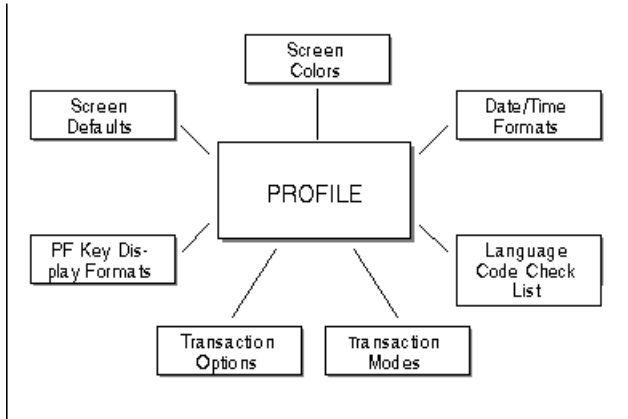 Screen
Colors
Screen
Defaults
Date/Time
Formats
PROFILE
PF Key Dis-
play Formats
Language
Code Check
List
Transaction
Options
Transaction
Modes